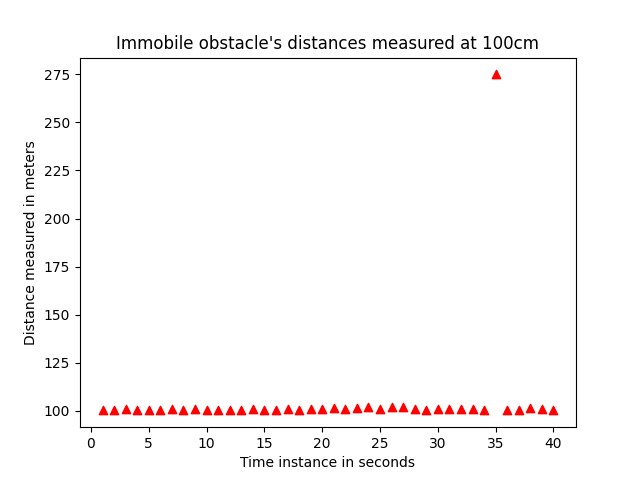 Immobile obstacle's distances measured at 100cm
275
250
225
200
175
150
125
100
Distance measured in meters
0 5 10 15 20 25 30 35 40
Time instance in seconds